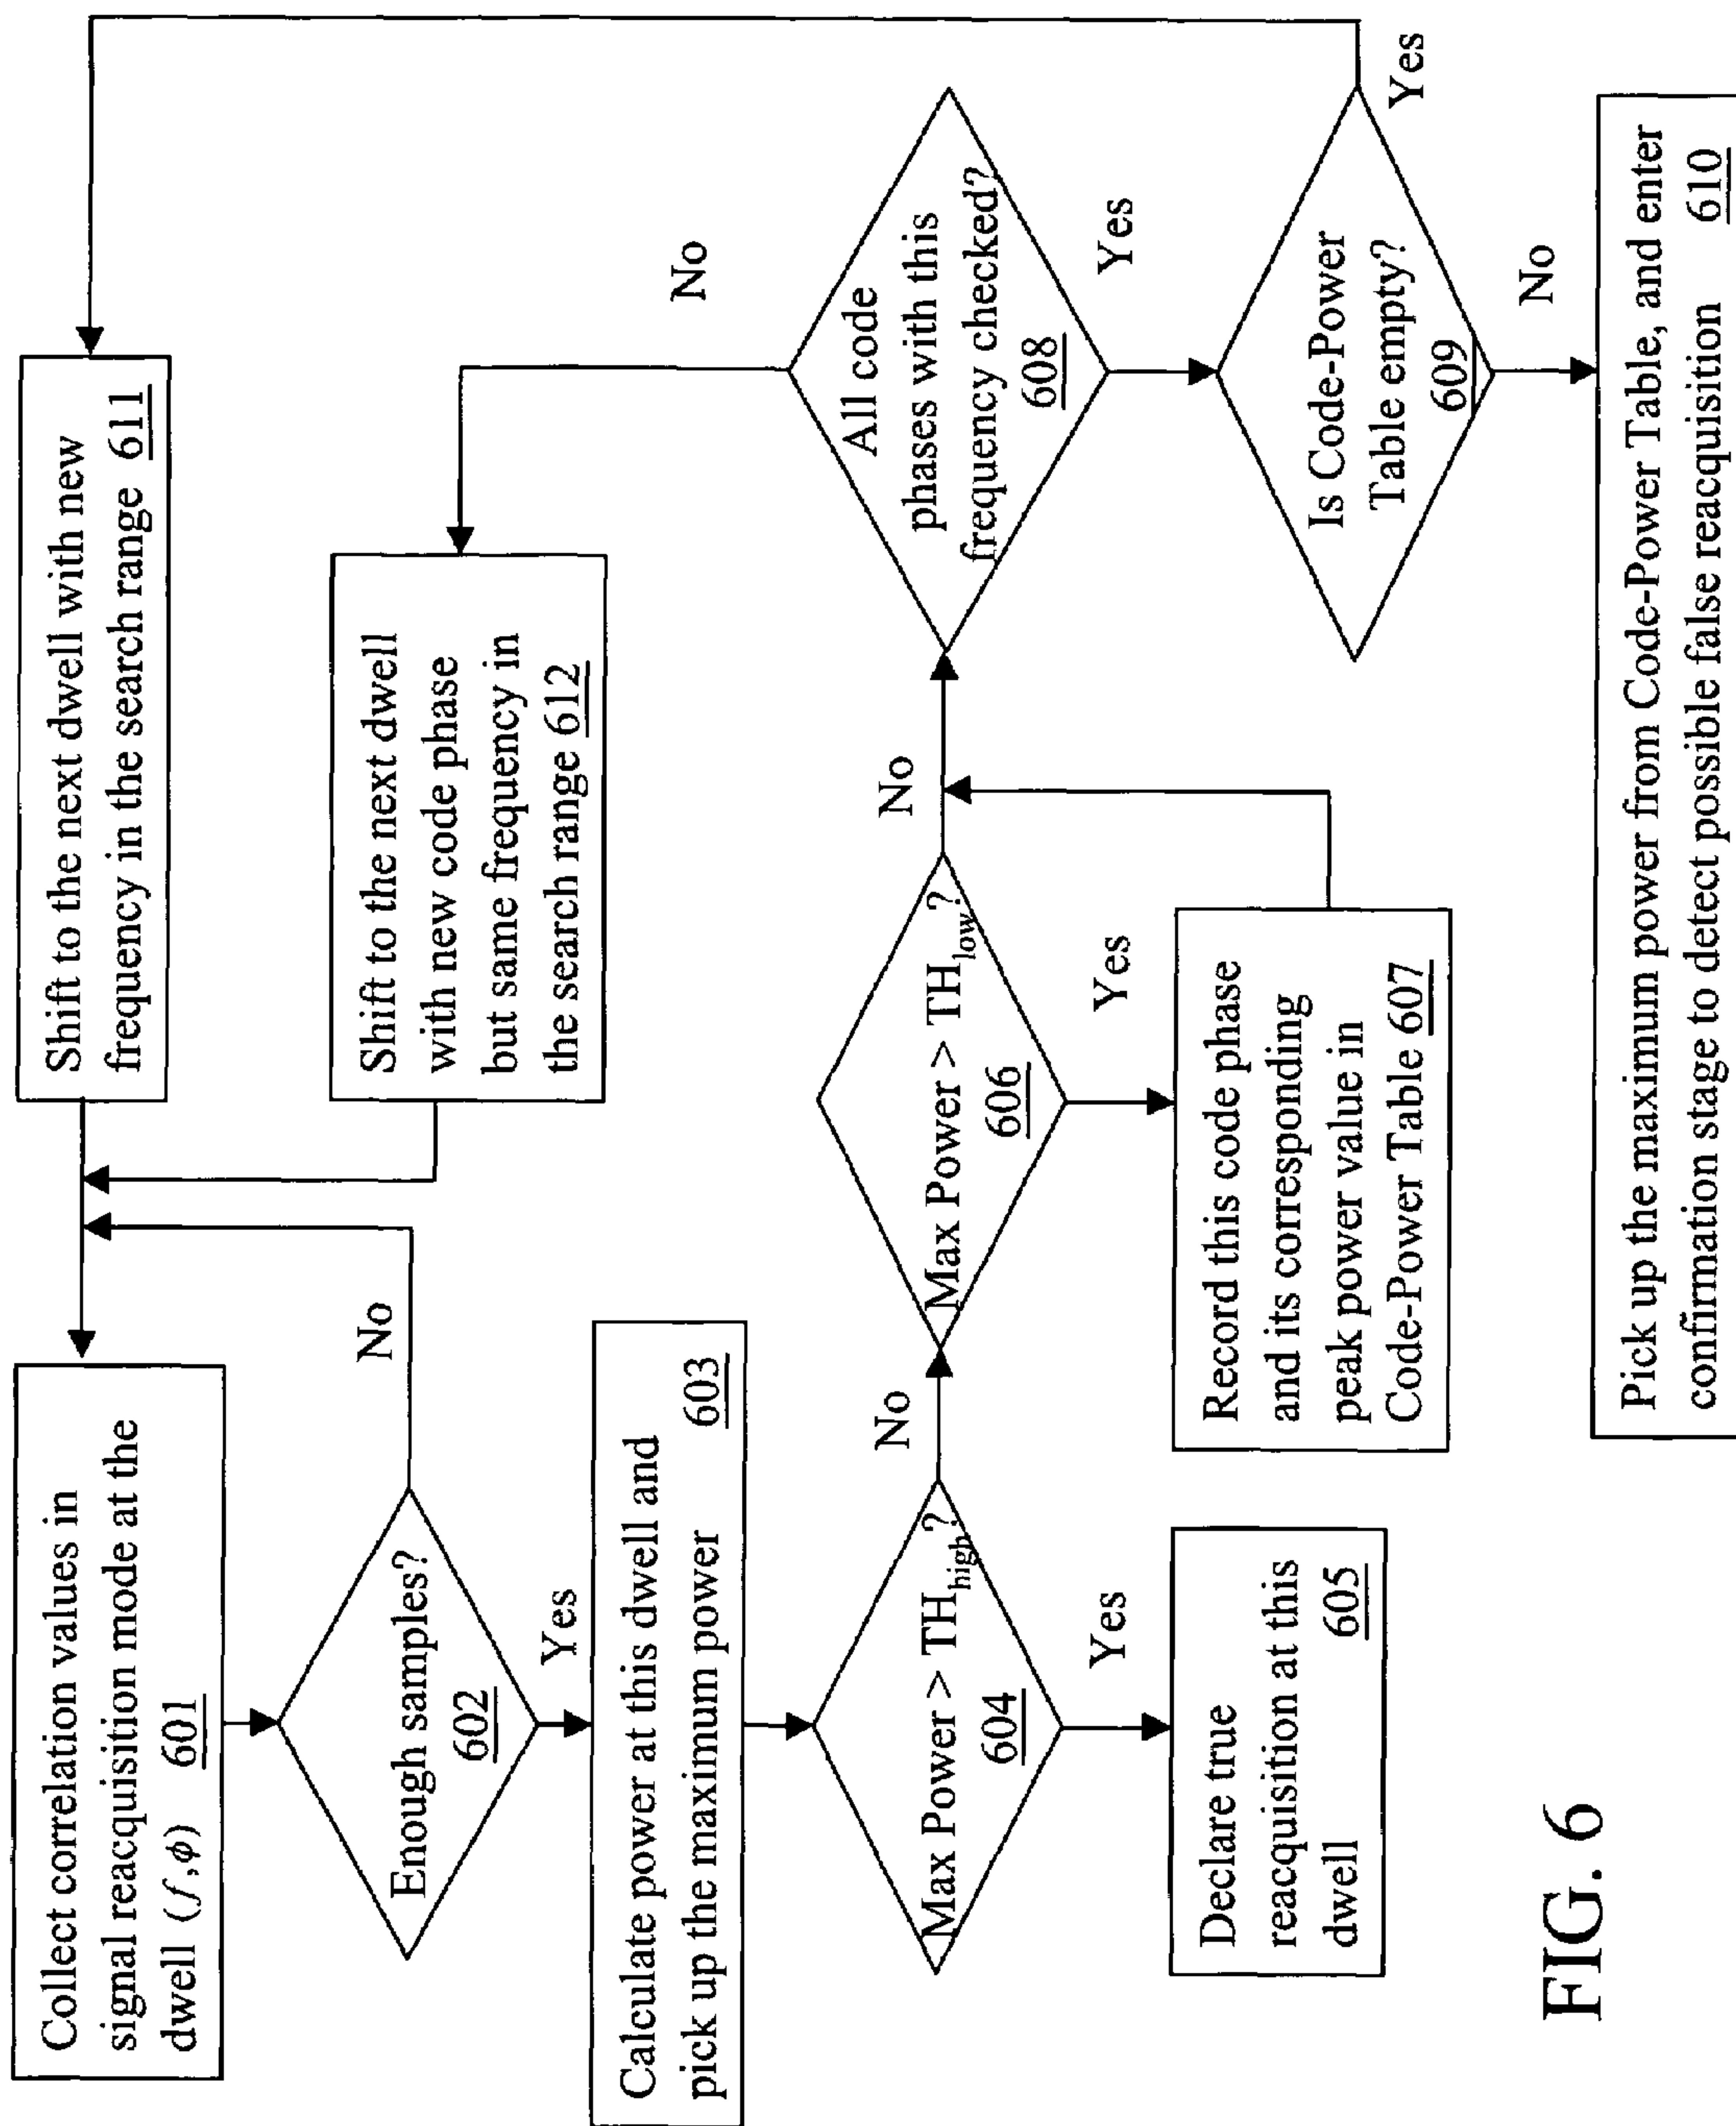 Collect correlation values in
signal reacquisition mode at the
dwell (f,ϕ) 601
Enough samples?
602
No
Yes
Calculate power at this dwell and
pick up the maximum power 603
Max Power > THhigh?
604
No
Yes
Declare true
reacquisition at this
dwell 605
Max Power > THlow?
606
No
Yes
Record this code phase
and its corresponding
peak power value in
Code-Power Table 607
All code
phases with this
frequency checked?
608
No
Yes
Is Code-Power
Table empty?
609
Yes
No
Pick up the maximum power from Code-Power Table, and enter
confirmation stage to detect possible false reacquisition 610
Shift to the next dwell with new
frequency in the search range 611
Shift to the next dwell
with new code phase
but same frequency in
the search range 612
FIG. 6